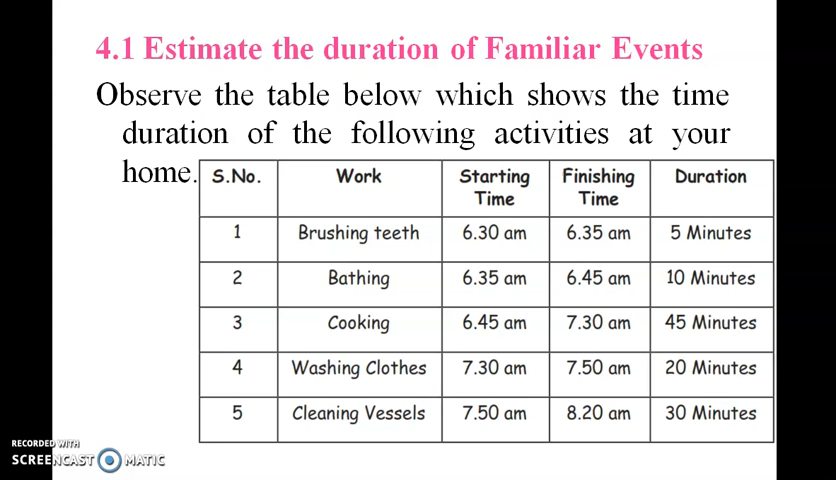 4.1 Estimate the duration of Familiar Events
Observe the table below which shows the time
duration of the following activities at your
home.
S.No. Work Starting Time Finishing Time Duration
1 Brushing teeth 6.30 am 6.35 am 5 Minutes
2 Bathing 6.35 am 6.45 am 10 Minutes
3 Cooking 6.45 am 7.30 am 45 Minutes
4 Washing Clothes 7.30 am 7.50 am 20 Minutes
5 Cleaning Vessels 7.50 am 8.20 am 30 Minutes
RECORDED WITH
SCREENCAST MATIC